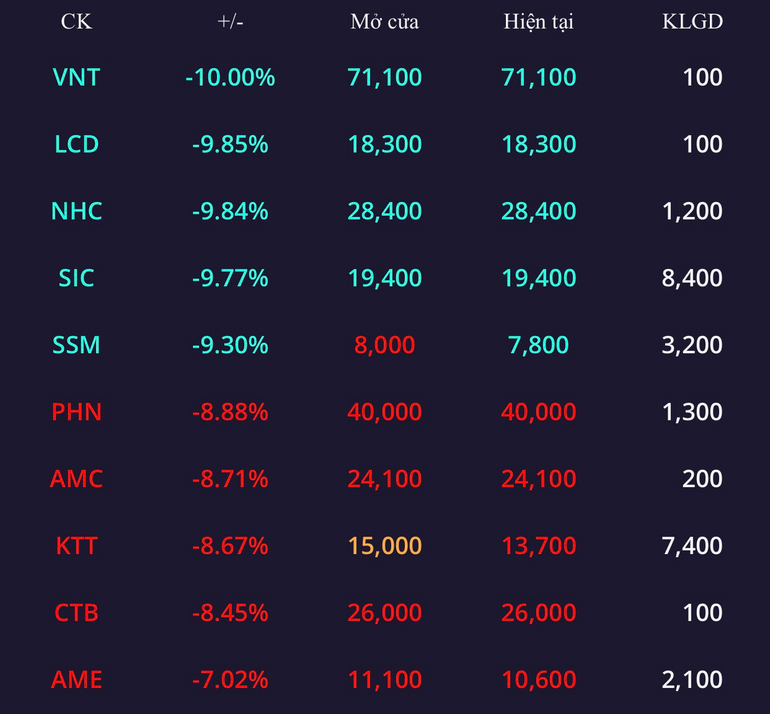 CK +/- Mở cửa Hiện tại KLGD
VNT -10.00% 71,100 71,100 100
LCD -9.85% 18,300 18,300 100
NHC -9.84% 28,400 28,400 1,200
SIC -9.77% 19,400 19,400 8,400
SSM -9.30% 8,000 7,800 3,200
PHN -8.88% 40,000 40,000 1,300
AMC -8.71% 24,100 24,100 200
KTT -8.67% 15,000 13,700 7,400
CTB -8.45% 26,000 26,000 100
AME -7.02% 11,100 10,600 2,100